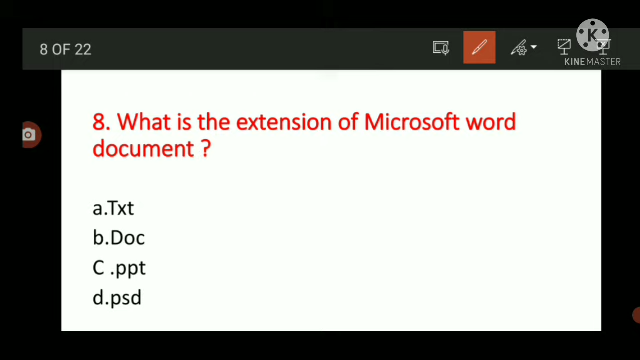 8 OF 22
KINEMASTER
8. What is the extension of Microsoft word
document ?
a.Txt
b.Doc
C .ppt
d.psd